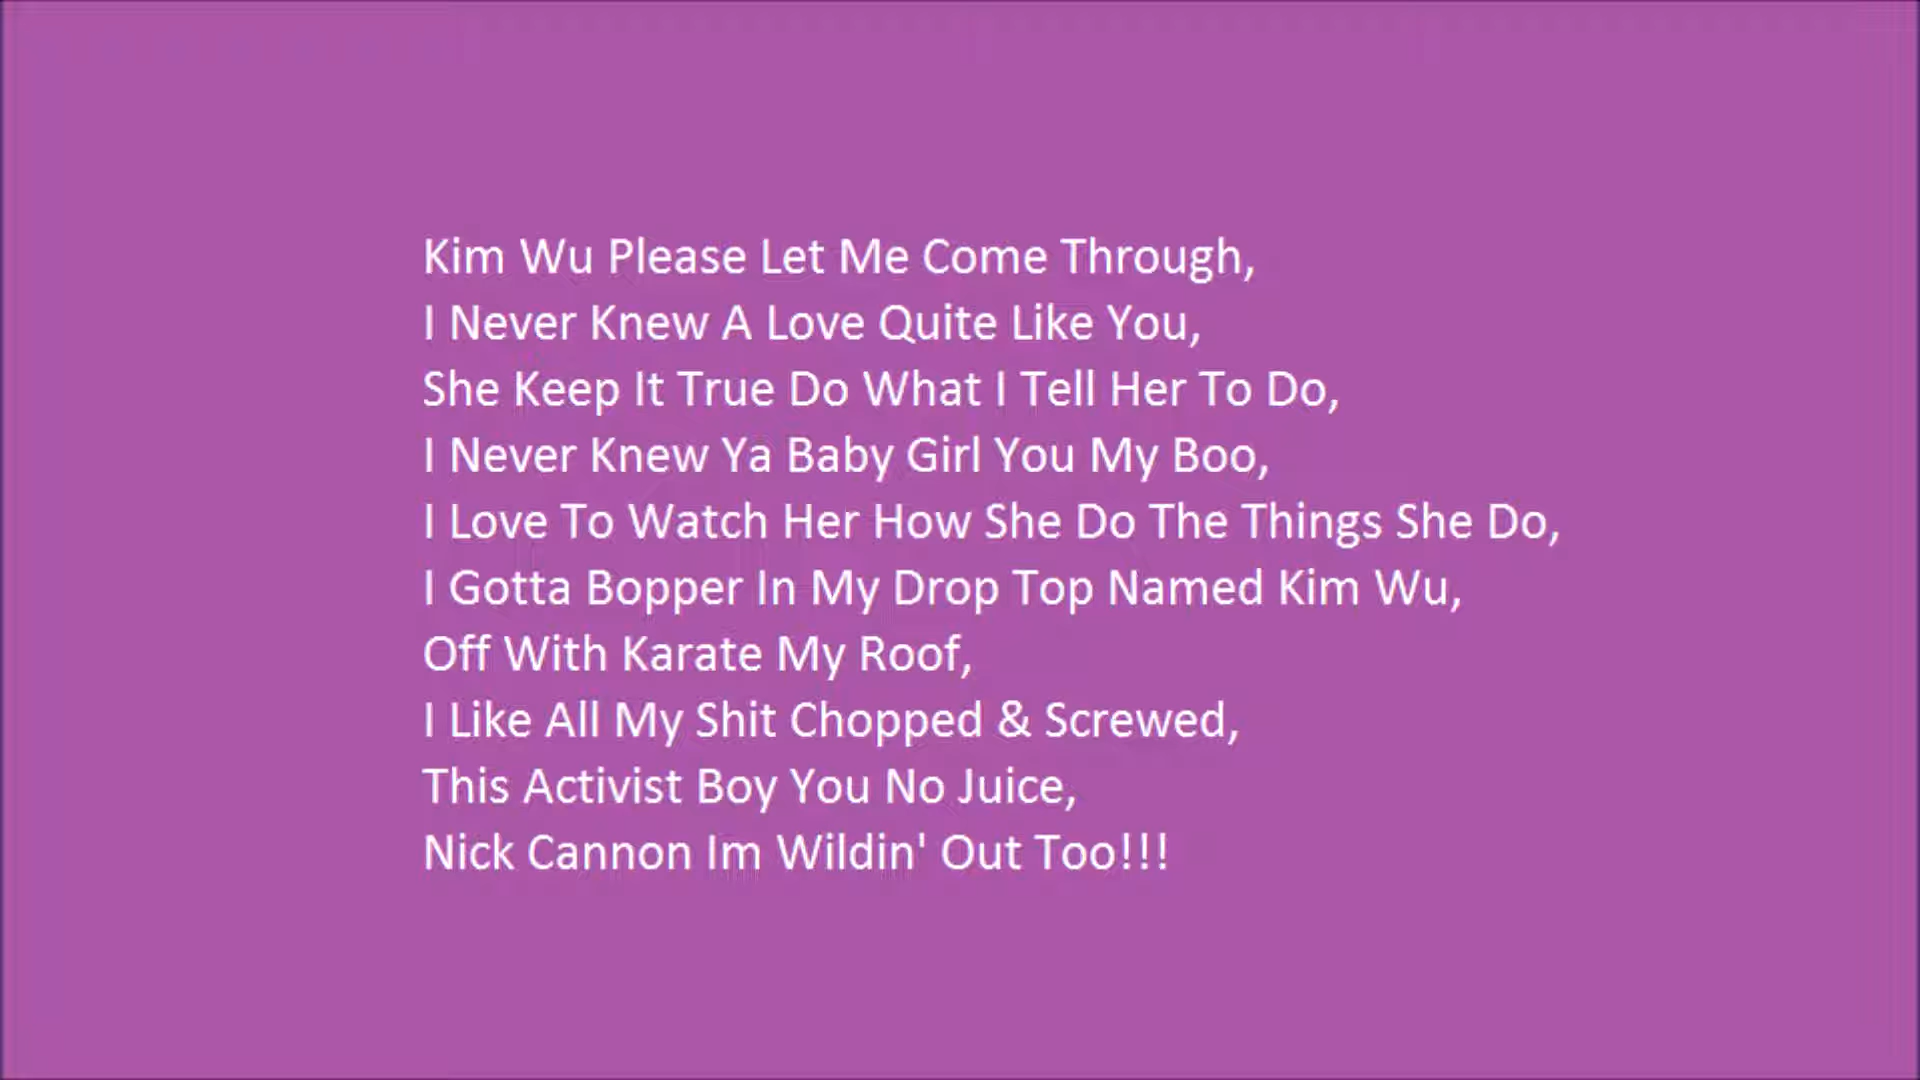 Kim Wu Please Let Me Come Through,
I Never Knew A Love Quite Like You,
She Keep It True Do What I Tell Her To Do,
I Never Knew Ya Baby Girl You My Boo,
I Love To Watch Her How She Do The Things She Do,
I Gotta Bopper In My Drop Top Named Kim Wu,
Off With Karate My Roof,
I Like All My Shit Chopped & Screwed,
This Activist Boy You No Juice,
Nick Cannon Im Wildin' Out Too!!!